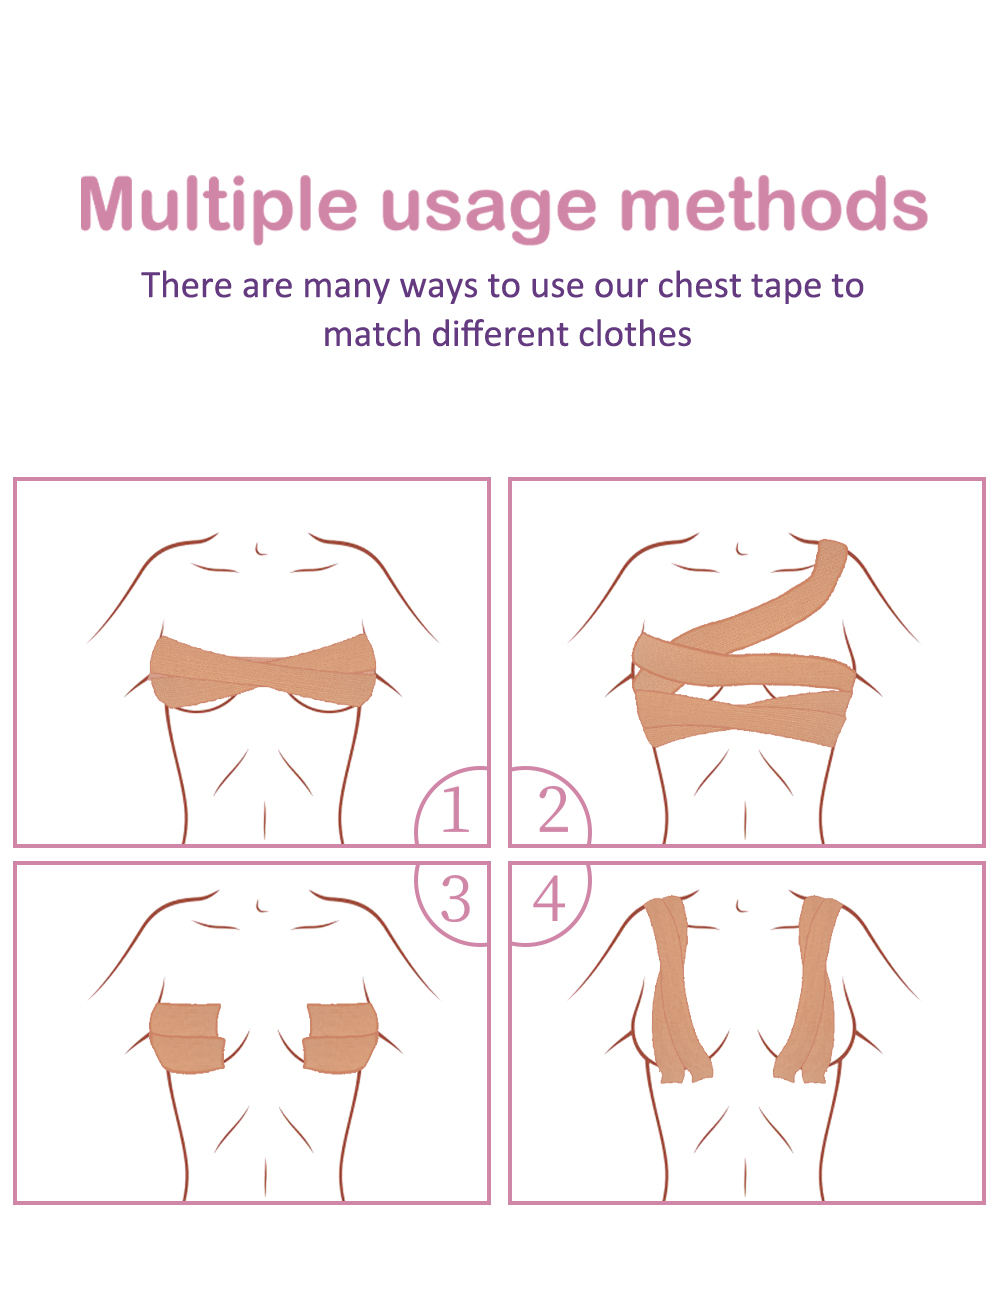 Multiple usage methods
There are many ways to use our chest tape to
match different clothes
1
2
3
4